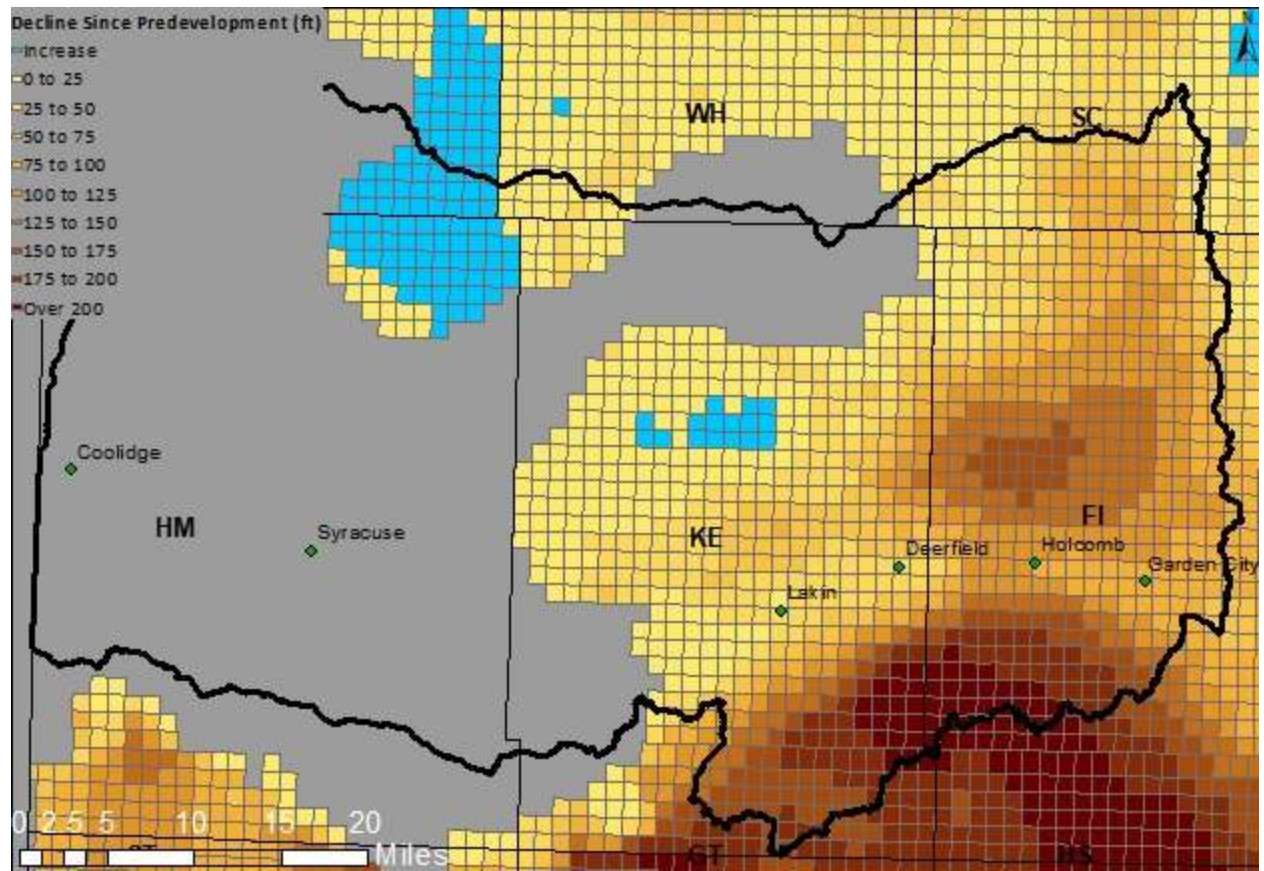 Decline Since Predevelopment (ft)
Increase
0 to 25
25 to 50
50 to 75
75 to 100
100 to 125
125 to 150
150 to 175
175 to 200
Over 200
N
WH
SC
Coolidge
HM
Syracuse
KE
FI
Deerfield
Holcomb
Garden City
Lakin
0 2.5 5 10 15 20
Miles
ST
GT
HS